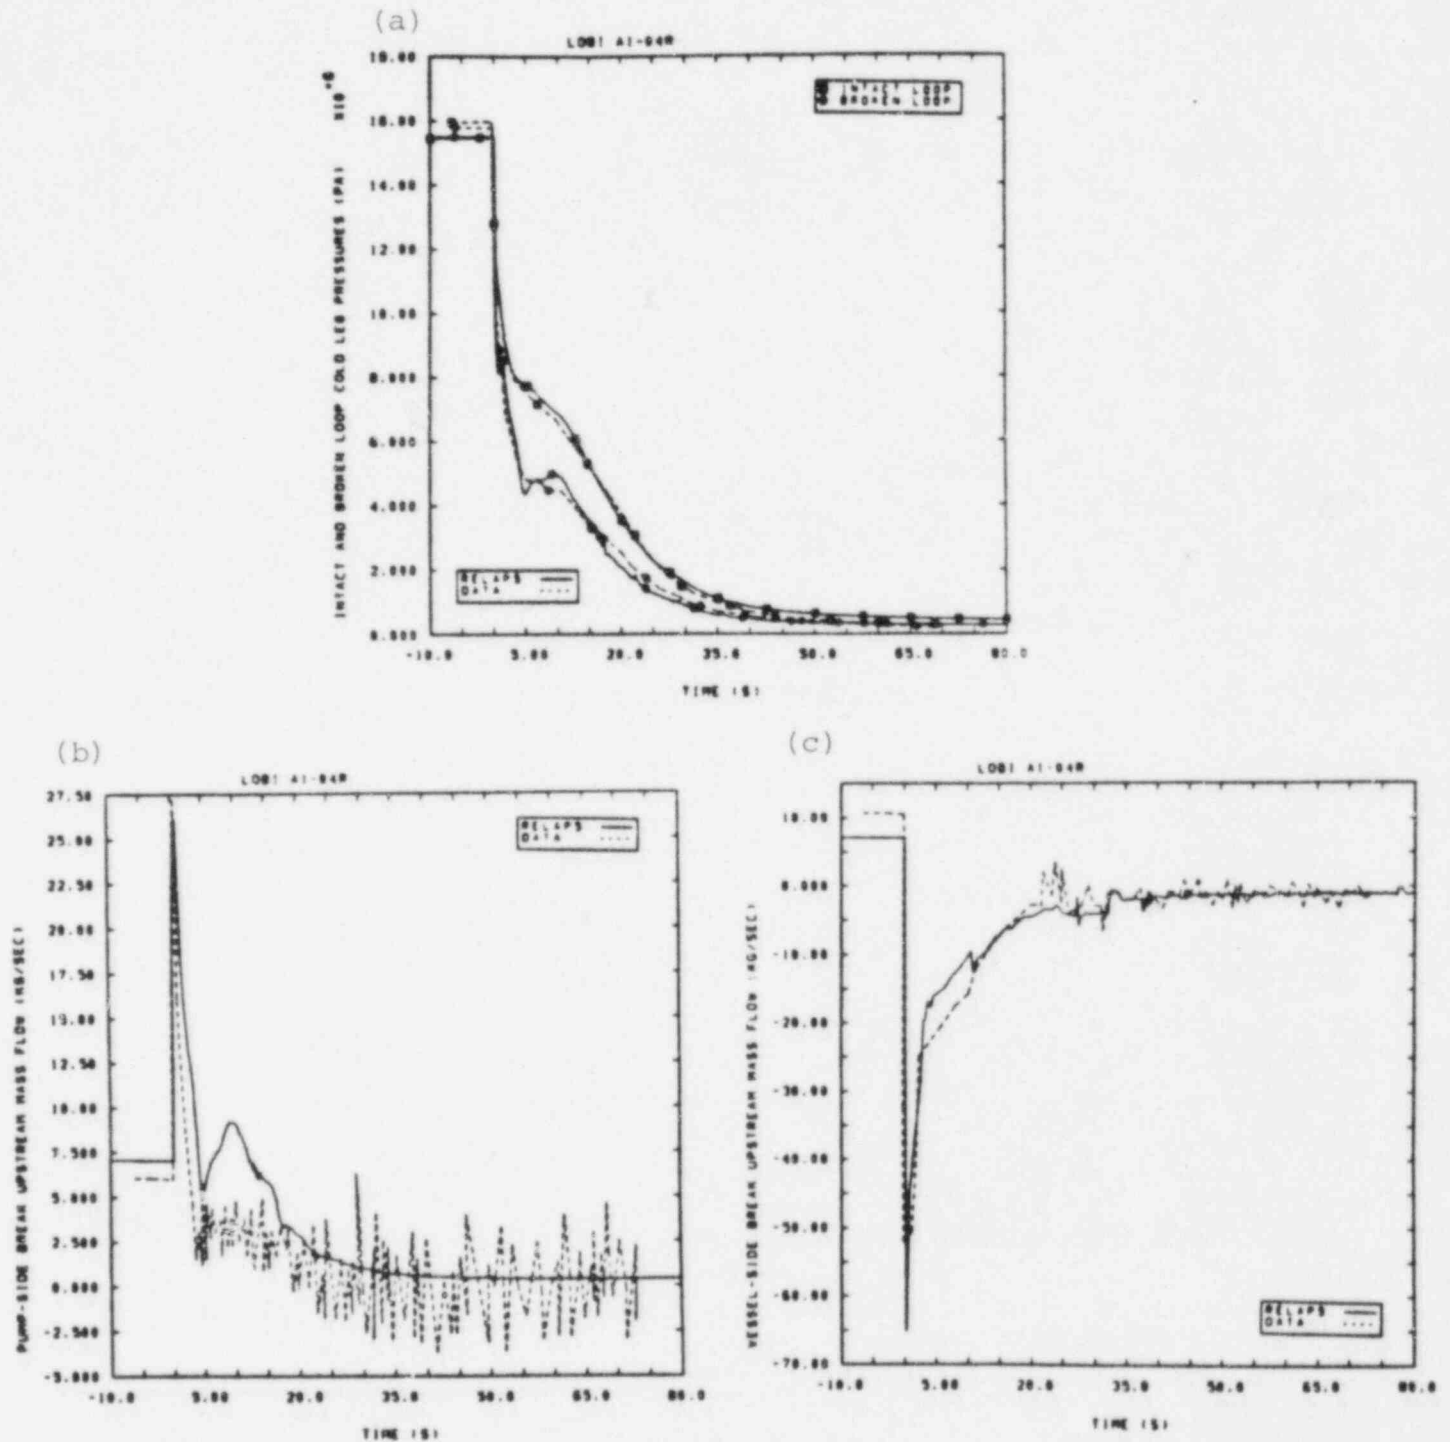 (a)
LOBI A1-04R
INTACT AND BROKEN LOOP COLD LEG PRESSURES (PA) X10+6
18.00
16.00
14.00
12.00
10.00
8.000
6.000
4.000
2.000
0.000
INTACT LOOP
BROKEN LOOP
RELAP5
DATA
-10.0 5.00 20.0 35.0 50.0 65.0 80.0
TIME (S)
(b)
LOBI A1-04R
PUMP-SIDE BREAK UPSTREAM MASS FLOW (KG/SEC)
27.50
25.00
22.50
20.00
17.50
15.00
12.50
10.00
7.500
5.000
2.500
0.000
-2.500
-5.000
RELAP5
DATA
-10.0 5.00 20.0 35.0 50.0 65.0 80.0
TIME (S)
(c)
LOBI A1-04R
VESSEL-SIDE BREAK UPSTREAM MASS FLOW (KG/SEC)
10.00
0.000
-10.00
-20.00
-30.00
-40.00
-50.00
-60.00
-70.00
RELAP5
DATA
-10.0 5.00 20.0 35.0 50.0 65.0 80.0
TIME (S)